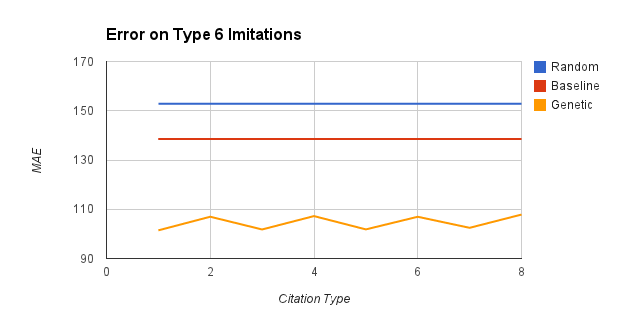 Error on Type 6 Imitations
170
150
130
110
90
0
2
4
6
8
MAE
Citation Type
Random
Baseline
Genetic